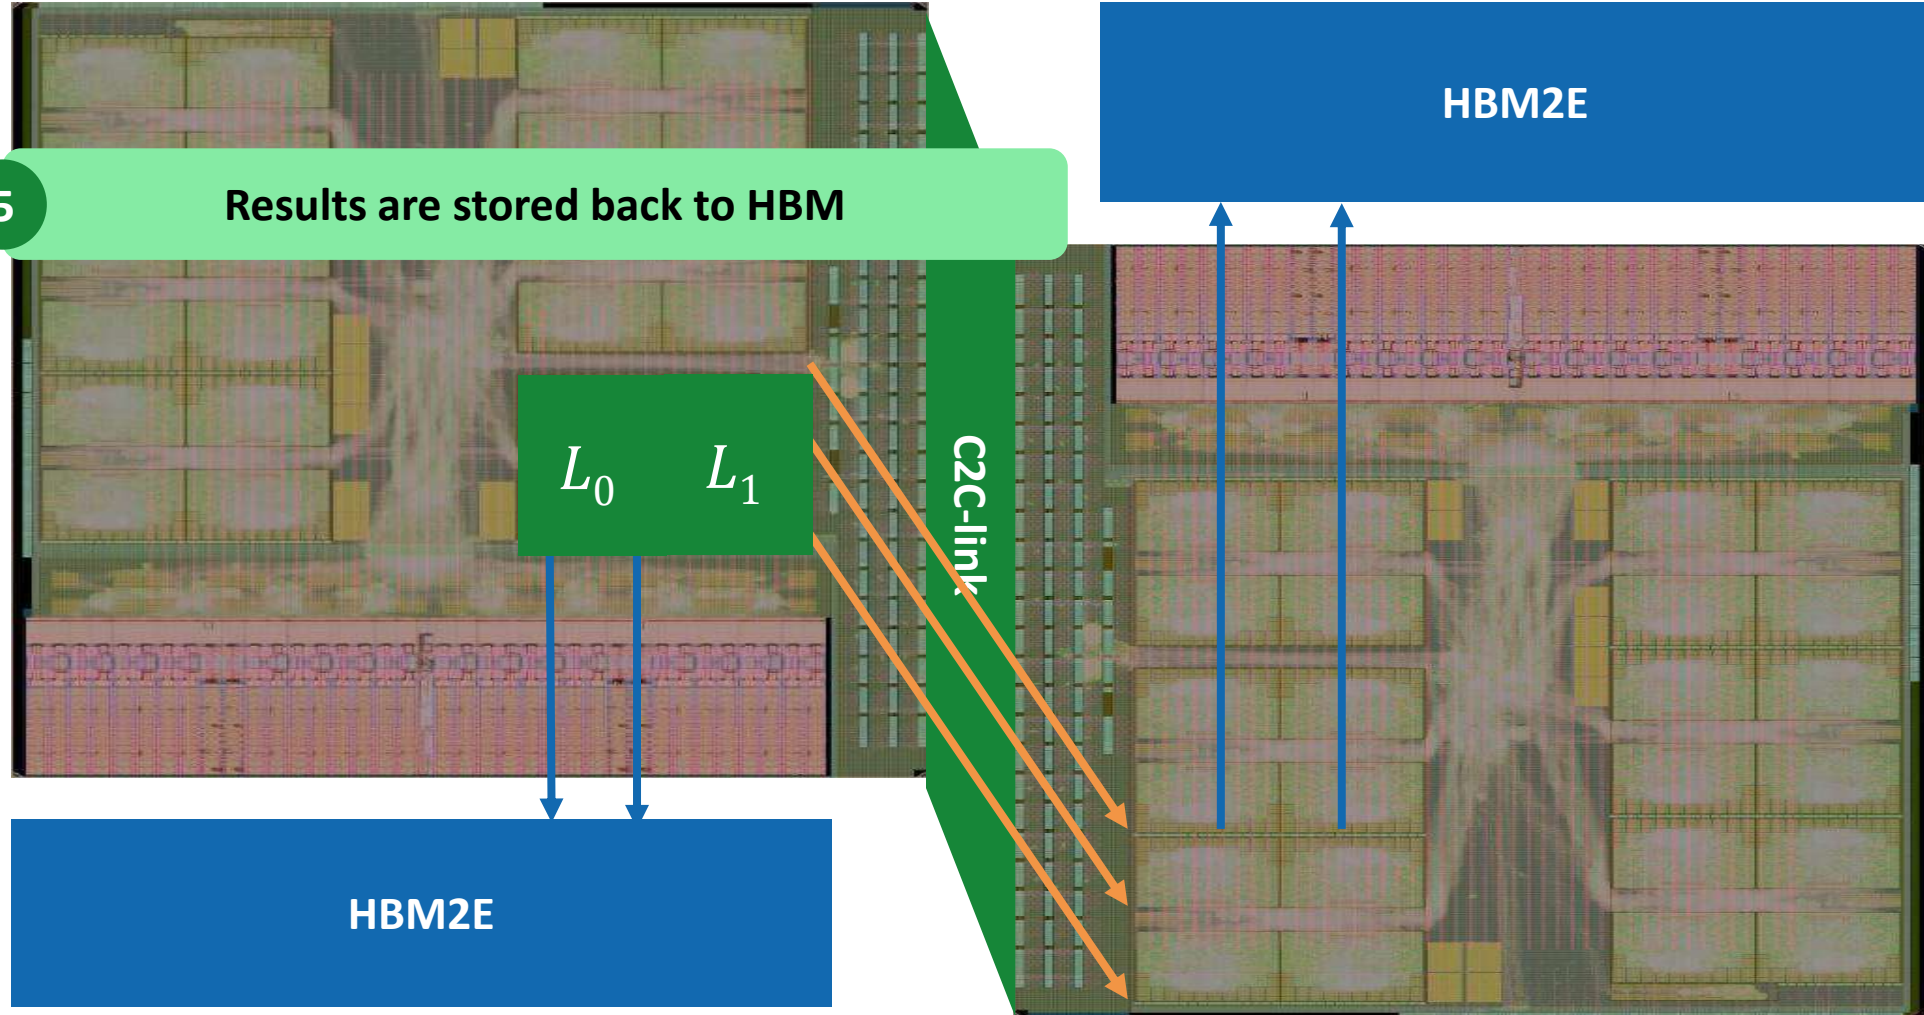 HBM2E
5
Results are stored back to HBM
L₀ L₁
C2C-link
HBM2E